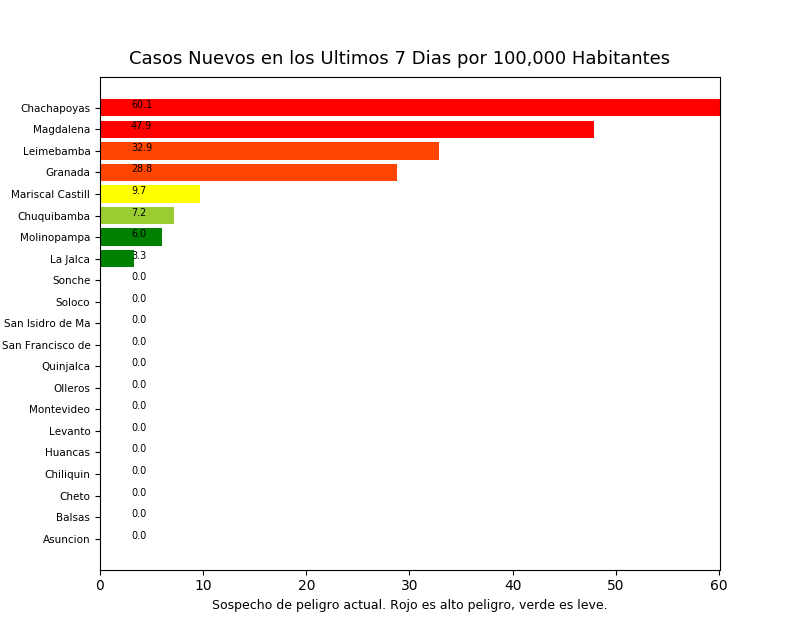 Casos Nuevos en los Ultimos 7 Dias por 100,000 Habitantes
Chachapoyas 60.1
Magdalena 47.9
Leimebamba 32.9
Granada 28.8
Mariscal Castill 9.7
Chuquibamba 7.2
Molinopampa 6.0
La Jalca 3.3
Sonche 0.0
Soloco 0.0
San Isidro de Ma 0.0
San Francisco de 0.0
Quinjalca 0.0
Olleros 0.0
Montevideo 0.0
Levanto 0.0
Huancas 0.0
Chiliquin 0.0
Cheto 0.0
Balsas 0.0
Asuncion 0.0
0 10 20 30 40 50 60
Sospecho de peligro actual. Rojo es alto peligro, verde es leve.